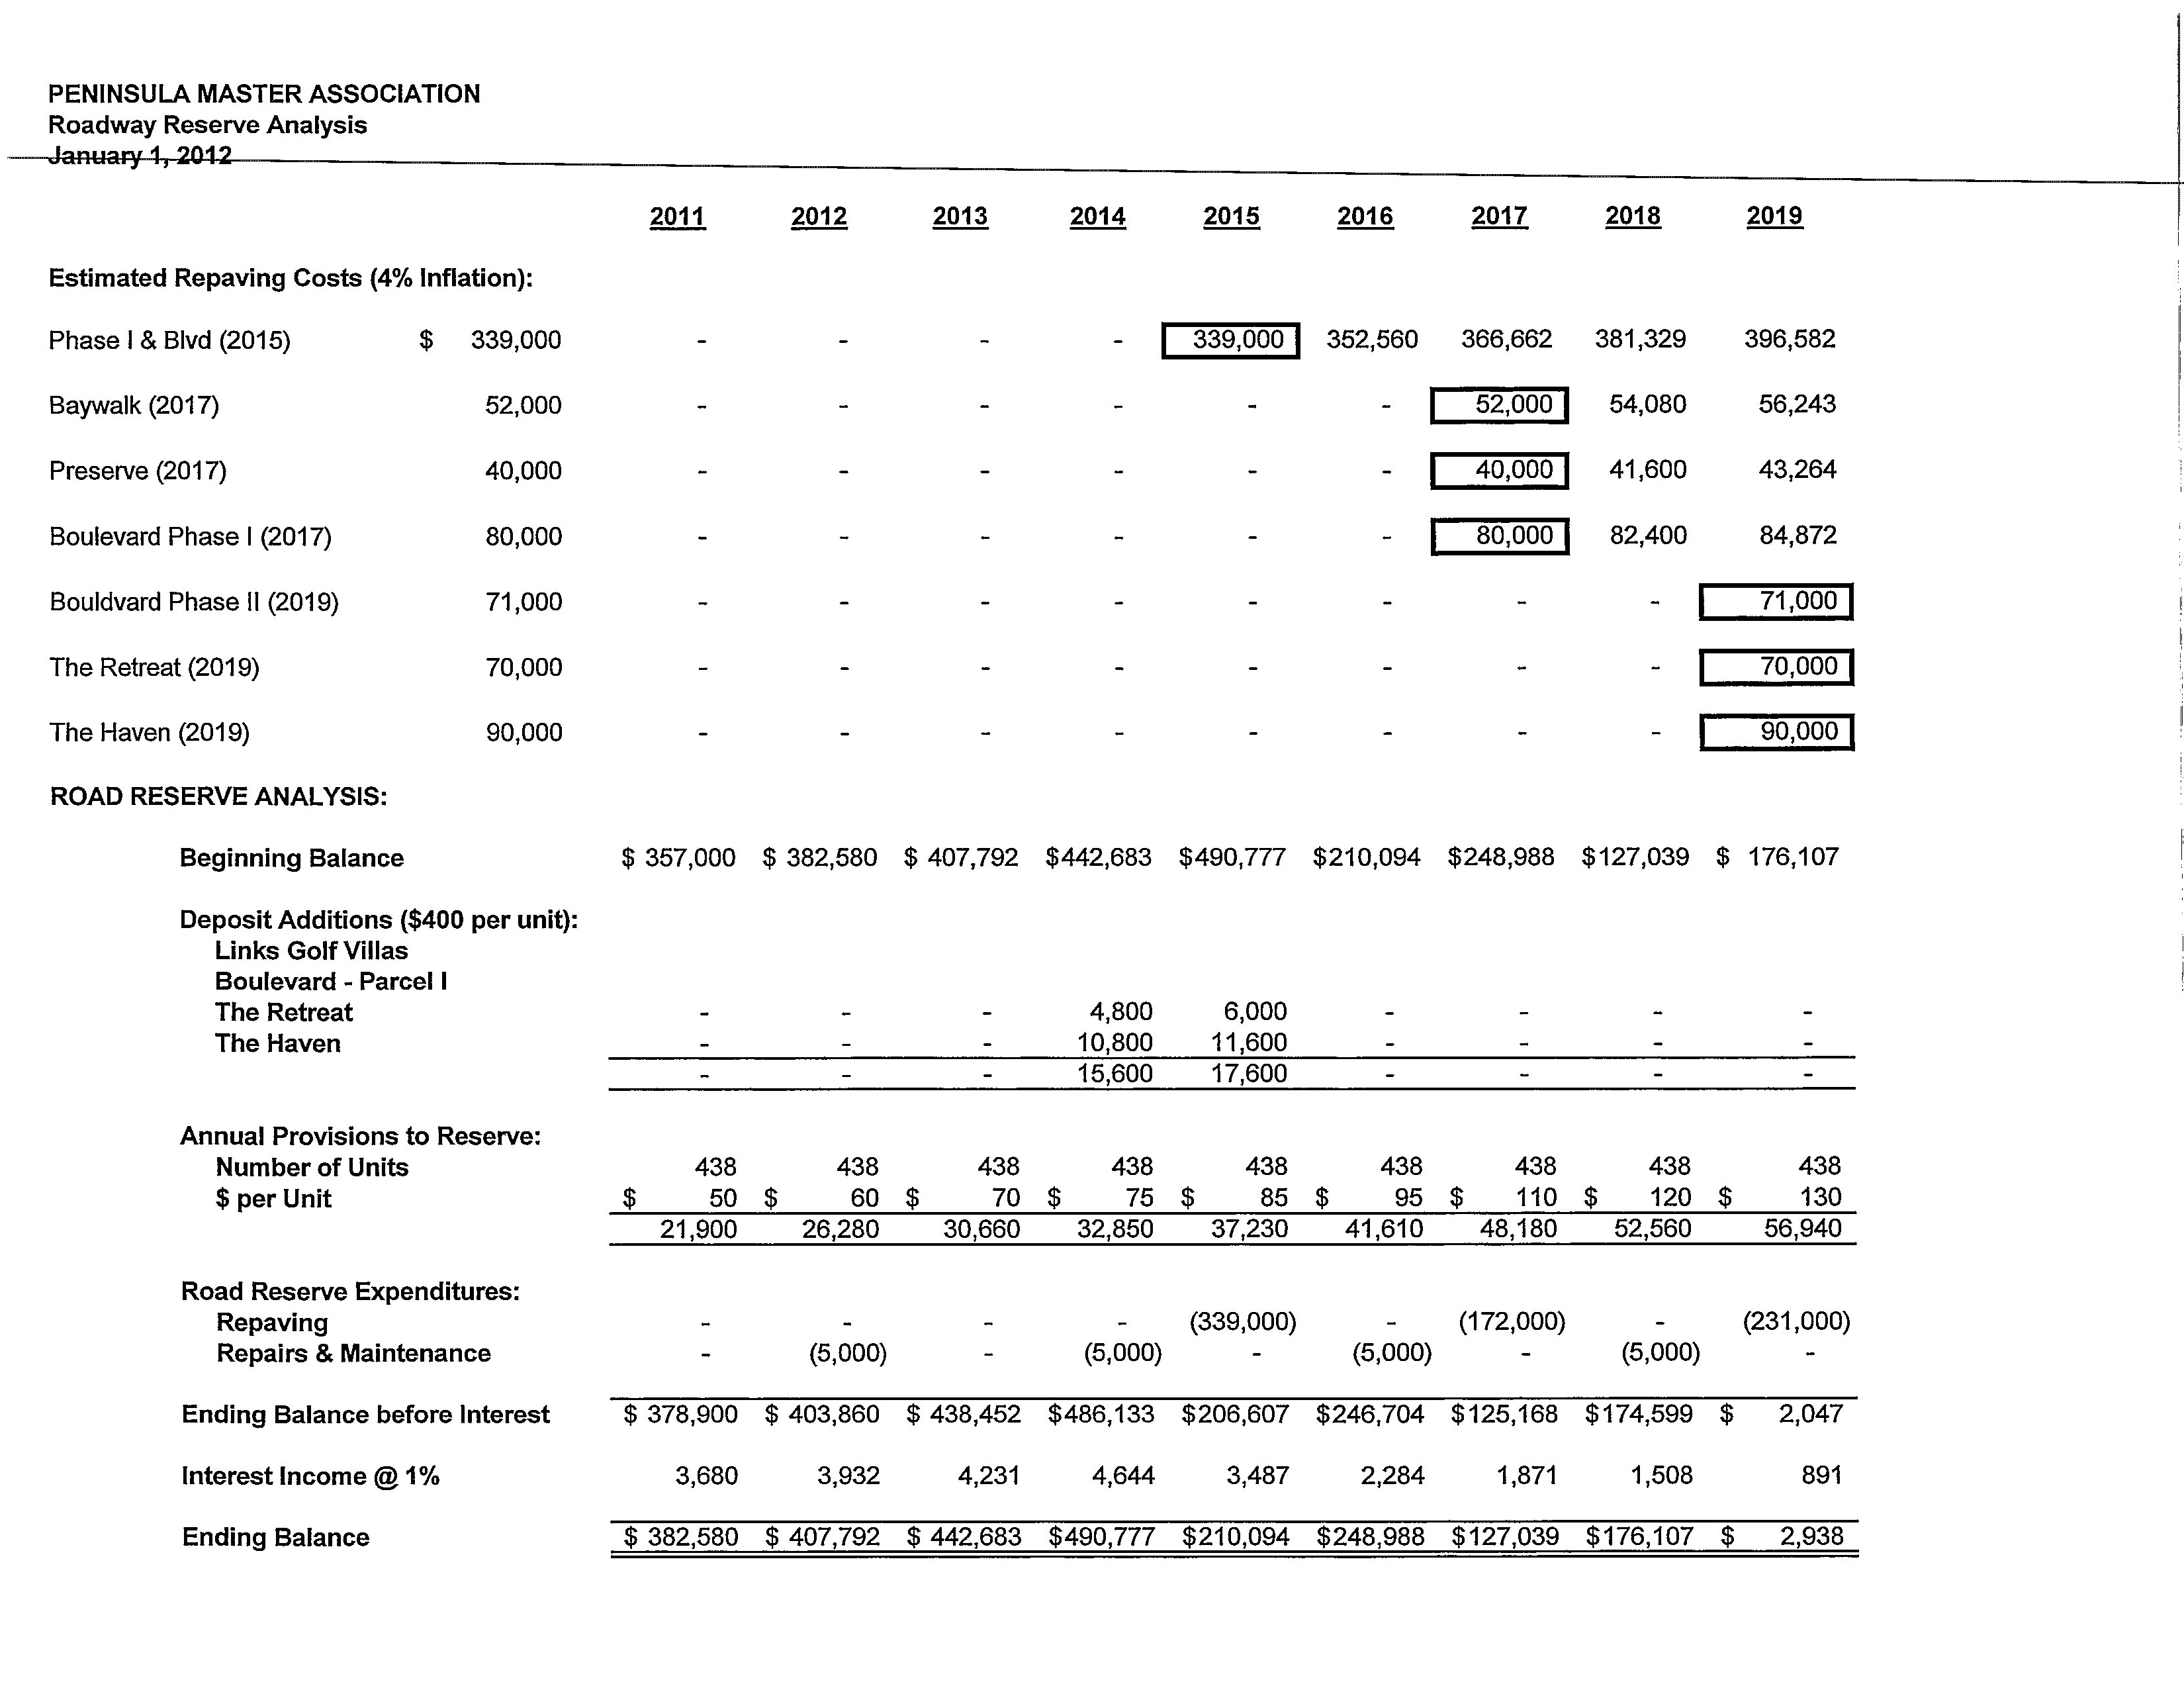 PENINSULA MASTER ASSOCIATION
Roadway Reserve Analysis
January 1, 2012
2011 2012 2013 2014 2015 2016 2017 2018 2019
Estimated Repaving Costs (4% Inflation):
Phase I & Blvd (2015) $ 339,000 - - - - 339,000 352,560 366,662 381,329 396,582
Baywalk (2017) 52,000 - - - - - - 52,000 54,080 56,243
Preserve (2017) 40,000 - - - - - - 40,000 41,600 43,264
Boulevard Phase I (2017) 80,000 - - - - - - 80,000 82,400 84,872
Bouldvard Phase II (2019) 71,000 - - - - - - - - 71,000
The Retreat (2019) 70,000 - - - - - - - - 70,000
The Haven (2019) 90,000 - - - - - - - - 90,000
ROAD RESERVE ANALYSIS:
Beginning Balance $ 357,000 $ 382,580 $ 407,792 $442,683 $490,777 $210,094 $248,988 $127,039 $ 176,107
Deposit Additions ($400 per unit):
Links Golf Villas
Boulevard - Parcel I
The Retreat - - - 4,800 6,000 - - - -
The Haven - - - 10,800 11,600 - - - -
- - - 15,600 17,600 - - - -
Annual Provisions to Reserve:
Number of Units 438 438 438 438 438 438 438 438 438
$ per Unit $ 50 $ 60 $ 70 $ 75 $ 85 $ 95 $ 110 $ 120 $ 130
21,900 26,280 30,660 32,850 37,230 41,610 48,180 52,560 56,940
Road Reserve Expenditures:
Repaving - - - - (339,000) - (172,000) - (231,000)
Repairs & Maintenance - (5,000) - (5,000) - (5,000) - (5,000) -
Ending Balance before Interest $ 378,900 $ 403,860 $ 438,452 $486,133 $206,607 $246,704 $125,168 $174,599 $ 2,047
Interest Income @ 1% 3,680 3,932 4,231 4,644 3,487 2,284 1,871 1,508 891
Ending Balance $ 382,580 $ 407,792 $ 442,683 $490,777 $210,094 $248,988 $127,039 $176,107 $ 2,938